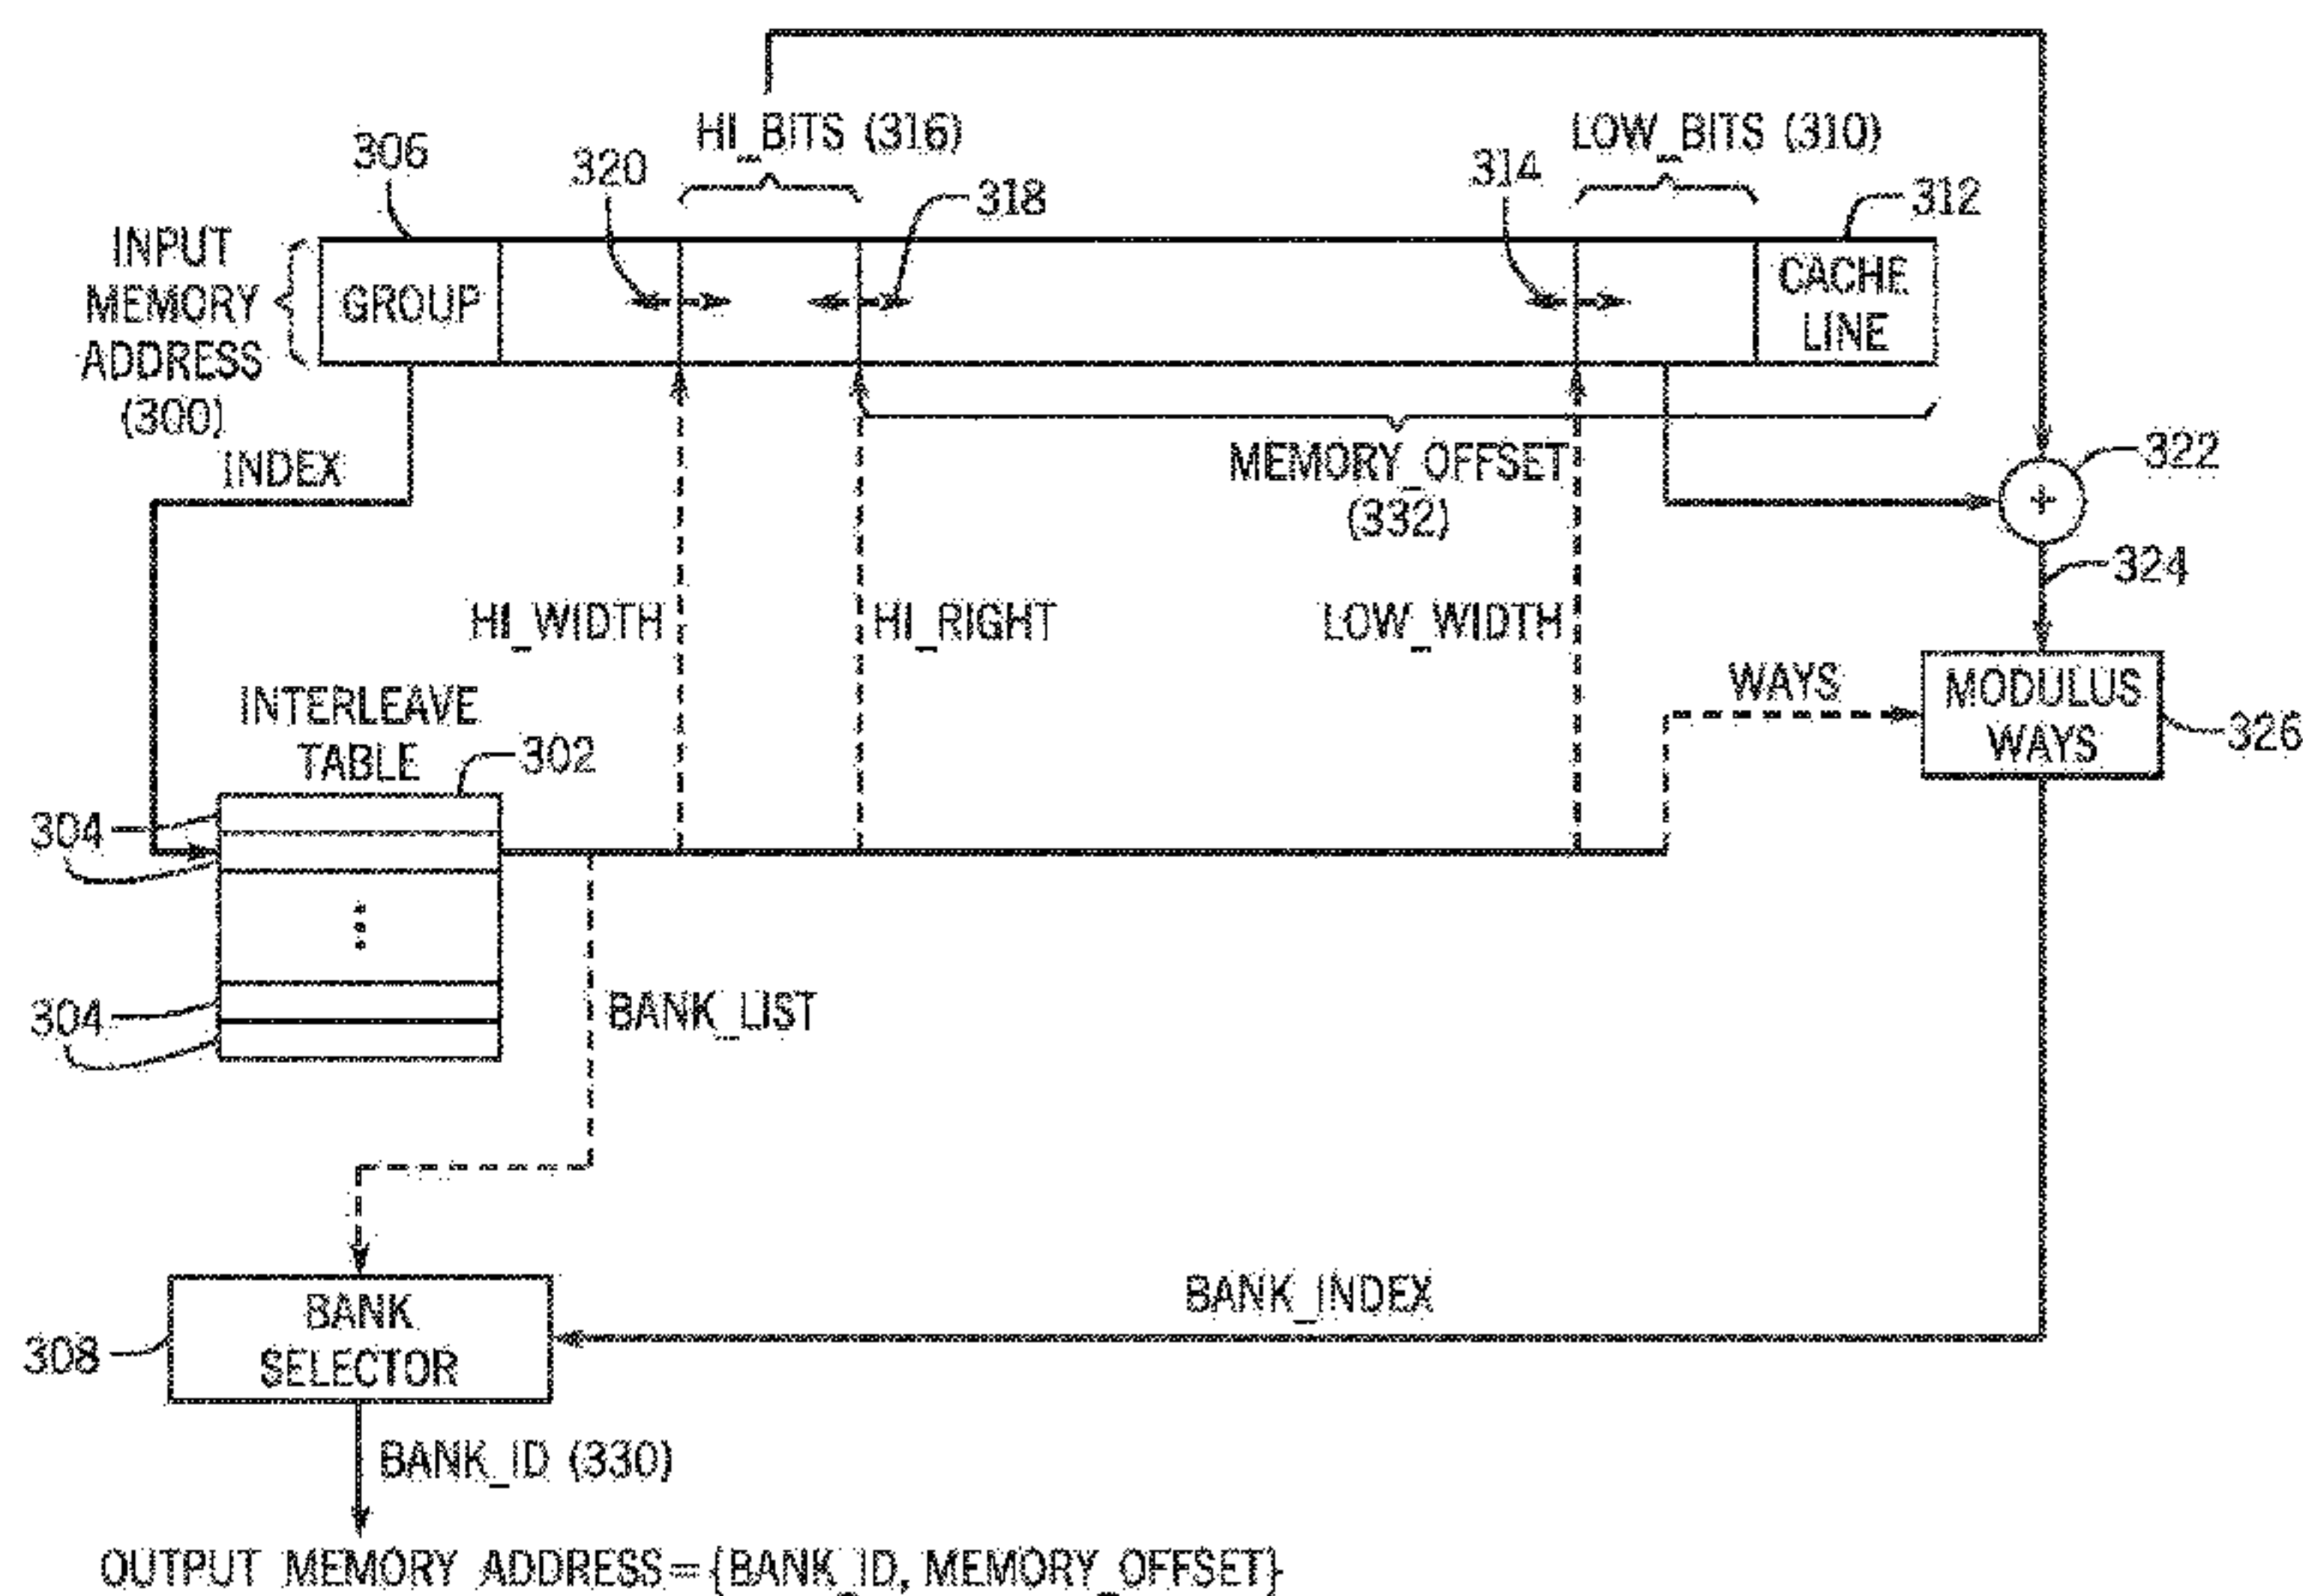 HI_BITS (316)
LOW_BITS (310)
306
320
318
314
312
INPUT
MEMORY
ADDRESS
(300)
GROUP
CACHE
LINE
INDEX
MEMORY_OFFSET
(332)
322
324
HI_WIDTH
HI_RIGHT
LOW_WIDTH
WAYS
MODULUS
WAYS
326
INTERLEAVE
TABLE
302
304
304
BANK_LIST
BANK_INDEX
BANK
SELECTOR
308
BANK_ID (330)
OUTPUT MEMORY ADDRESS={BANK_ID, MEMORY_OFFSET}